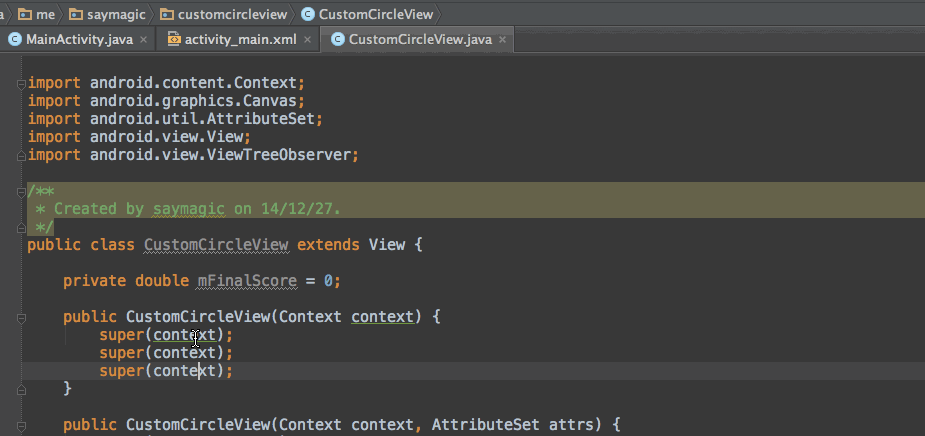 a me saymagic customcircleview CustomCircleView
MainActivity.java × activity_main.xml × CustomCircleView.java ×
import android.content.Context;
import android.graphics.Canvas;
import android.util.AttributeSet;
import android.view.View;
import android.view.ViewTreeObserver;
/**
* Created by saymagic on 14/12/27.
*/
public class CustomCircleView extends View {
private double mFinalScore = 0;
public CustomCircleView(Context context) {
super(context);
super(context);
super(context);
}
public CustomCircleView(Context context, AttributeSet attrs) {